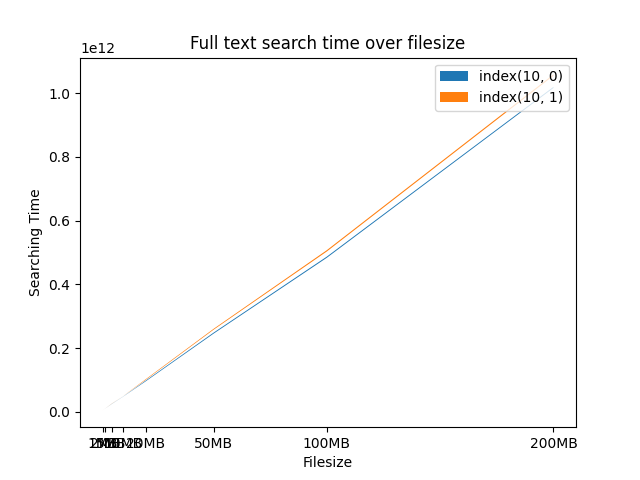 Full text search time over filesize
1e12
index(10, 0)
index(10, 1)
1.0
0.8
0.6
0.4
0.2
0.0
Searching Time
50MB 100MB 200MB
Filesize